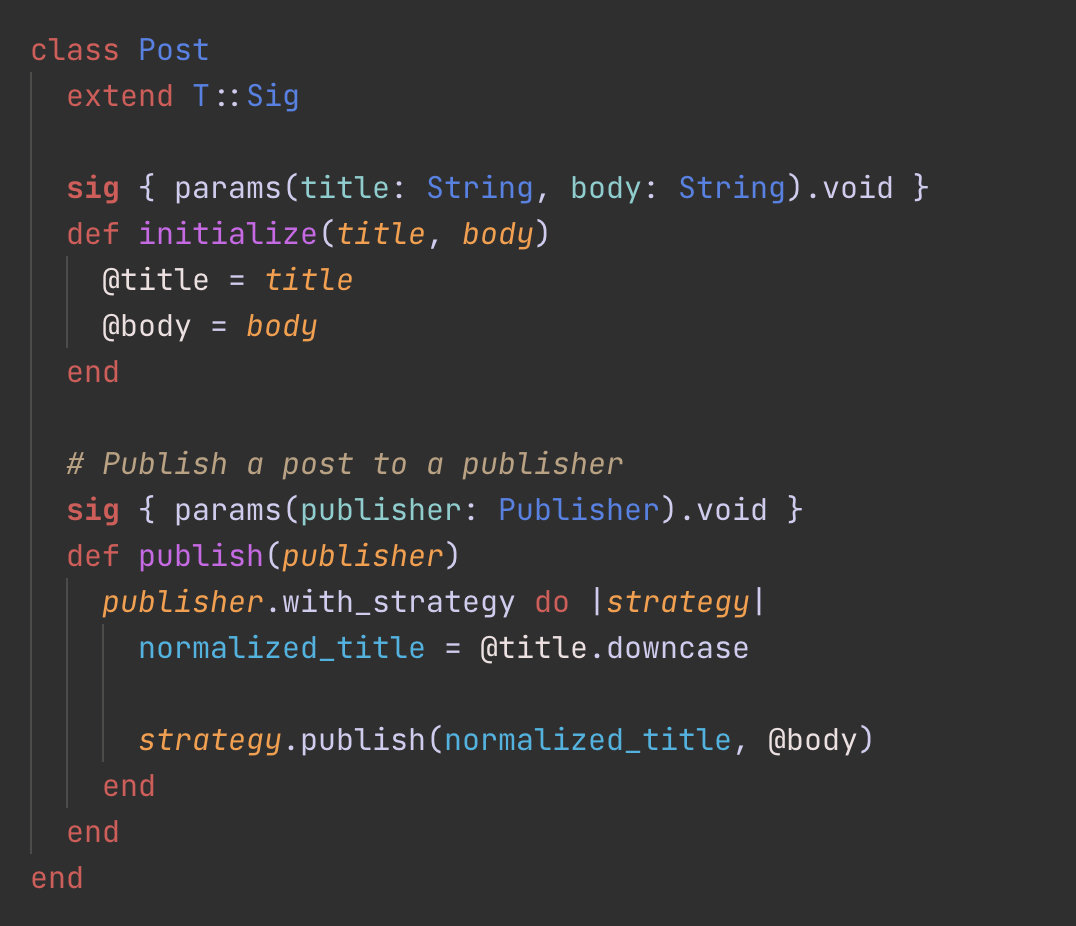 class Post
  extend T::Sig

  sig { params(title: String, body: String).void }
  def initialize(title, body)
    @title = title
    @body = body
  end

  # Publish a post to a publisher
  sig { params(publisher: Publisher).void }
  def publish(publisher)
    publisher.with_strategy do |strategy|
      normalized_title = @title.downcase

      strategy.publish(normalized_title, @body)
    end
  end
end